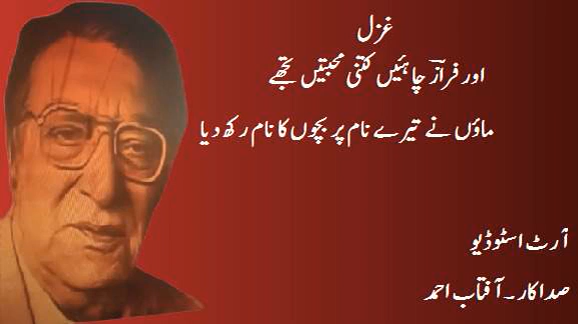 غزل
اور فرازؔ چاہئیں کتنی محبتیں تجھے
ماؤں نے تیرے نام پر بچوں کا نام رکھ دیا
آرٹ اسٹوڈیو
صداکار۔آفتاب احمد